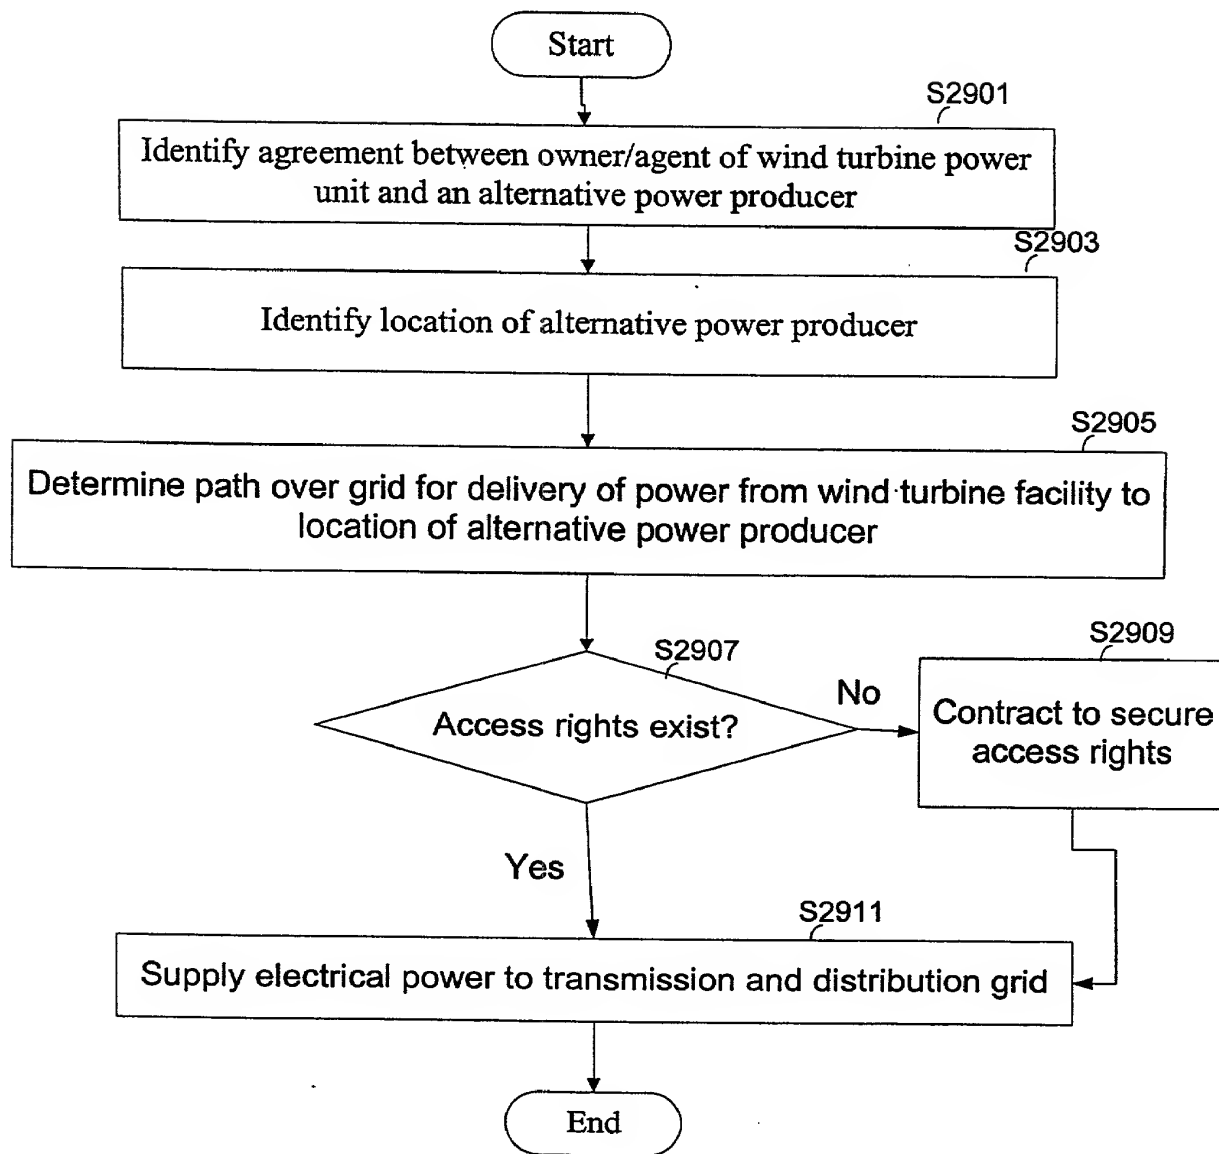 Start
S2901
Identify agreement between owner/agent of wind turbine power
unit and an alternative power producer
S2903
Identify location of alternative power producer
S2905
Determine path over grid for delivery of power from wind turbine facility to
location of alternative power producer
S2907
Access rights exist?
No
S2909
Contract to secure
access rights
Yes
S2911
Supply electrical power to transmission and distribution grid
End